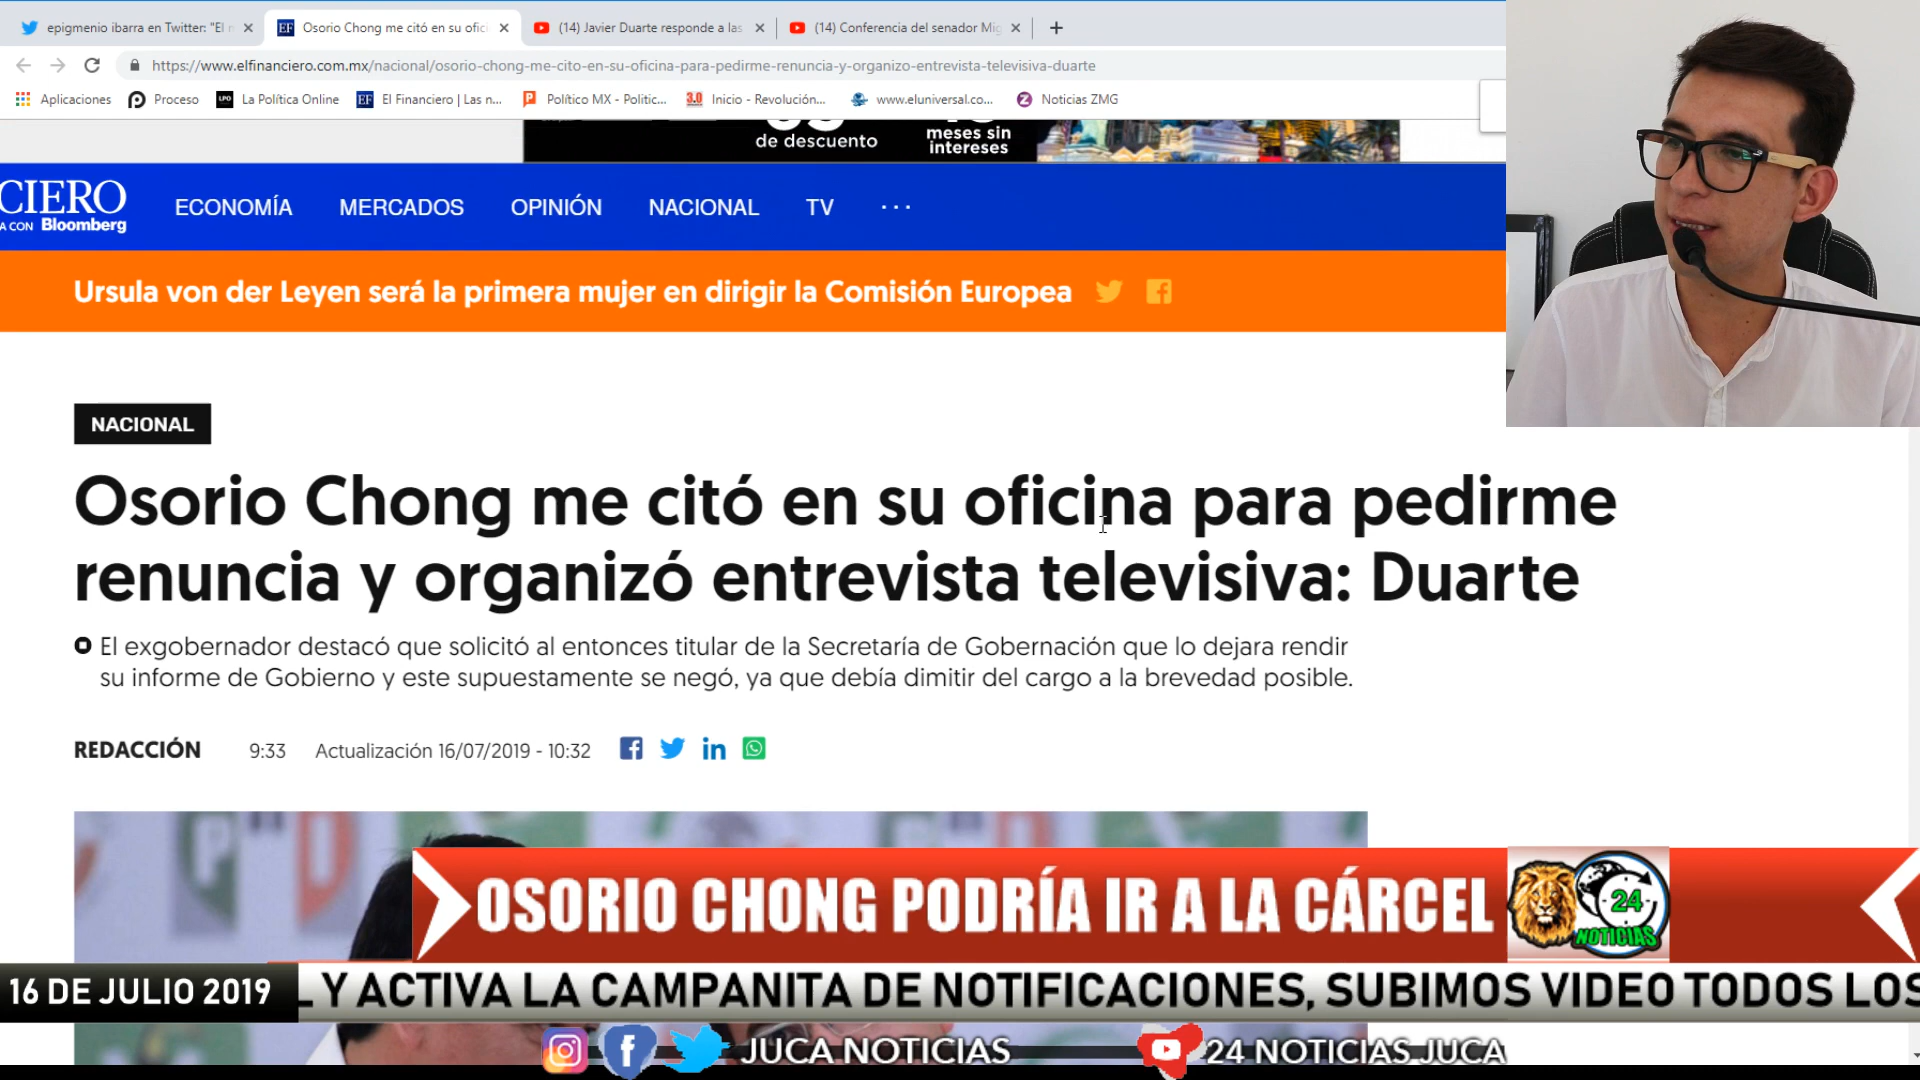 epigmenio ibarra en Twitter: "El
Osorio Chong me citó en su ofici
(14) Javier Duarte responde a las
(14) Conferencia del senador Mig
https://www.elfinanciero.com.mx/nacional/osorio-chong-me-cito-en-su-oficina-para-pedirme-renuncia-y-organizo-entrevista-televisiva-duarte
Aplicaciones
Proceso
LPO La Política Online
EF El Financiero | Las n...
Político MX - Politic...
3.0 Inicio - Revolución...
www.eluniversal.co...
Noticias ZMG
de descuento
meses sin
intereses
CIERO
A CON Bloomberg
ECONOMÍA MERCADOS OPINIÓN NACIONAL TV ...
Ursula von der Leyen será la primera mujer en dirigir la Comisión Europea
NACIONAL
Osorio Chong me citó en su oficina para pedirme
renuncia y organizó entrevista televisiva: Duarte
El exgobernador destacó que solicitó al entonces titular de la Secretaría de Gobernación que lo dejara rendir
su informe de Gobierno y este supuestamente se negó, ya que debía dimitir del cargo a la brevedad posible.
REDACCIÓN 9:33 Actualización 16/07/2019 - 10:32
OSORIO CHONG PODRÍA IR A LA CÁRCEL
24
NOTICIAS
16 DE JULIO 2019
L Y ACTIVA LA CAMPANITA DE NOTIFICACIONES, SUBIMOS VIDEO TODOS LOS
JUCA NOTICIAS
24 NOTICIAS JUCA